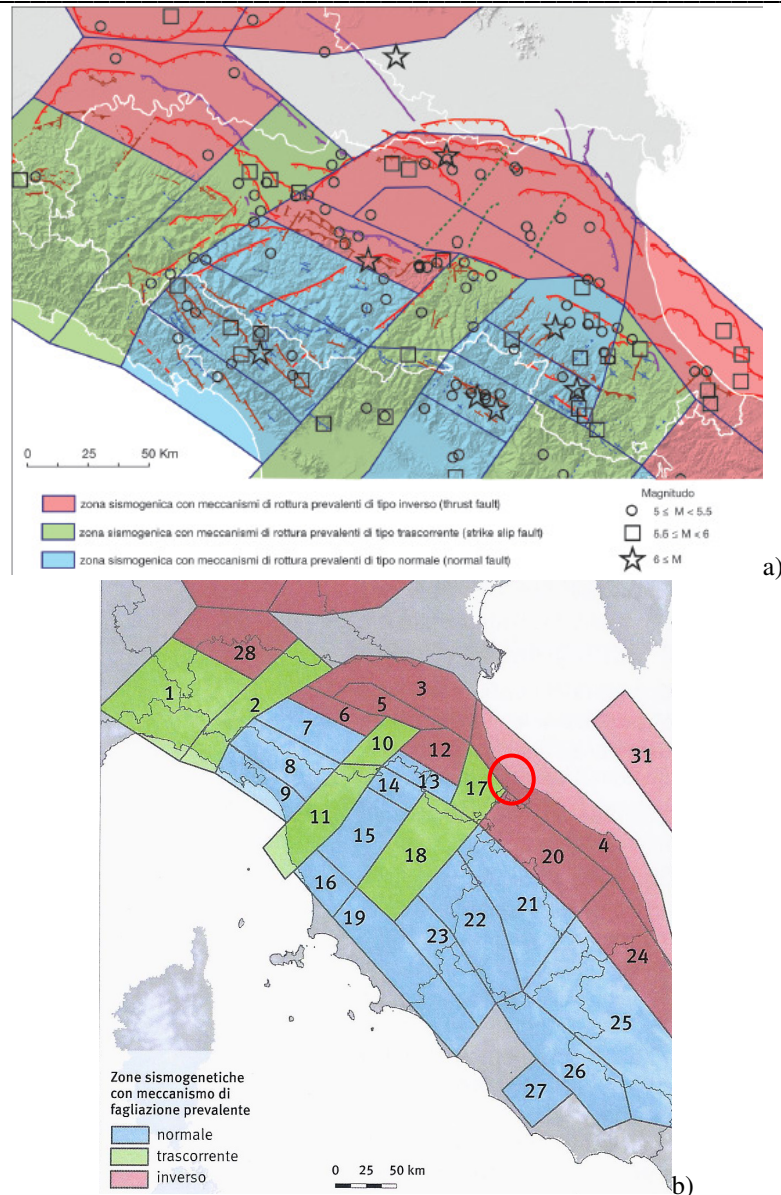 0 25 50 Km
zona sismogenica con meccanismi di rottura prevalenti di tipo inverso (thrust fault)
zona sismogenica con meccanismi di rottura prevalenti di tipo trascorrente (strike slip fault)
zona sismogenica con meccanismi di rottura prevalenti di tipo normale (normal fault)
Magnitudo
5 ≤ M < 5.5
5.5 ≤ M < 6
6 ≤ M
a)
28
1
2
3
5
6
7
10
12
31
8
13
14
17
9
11
4
15
20
18
16
21
19
22
23
24
25
26
27
Zone sismogenetiche
con meccanismo di
fagliazione prevalente
normale
trascorrente
inverso
0 25 50 km
b)